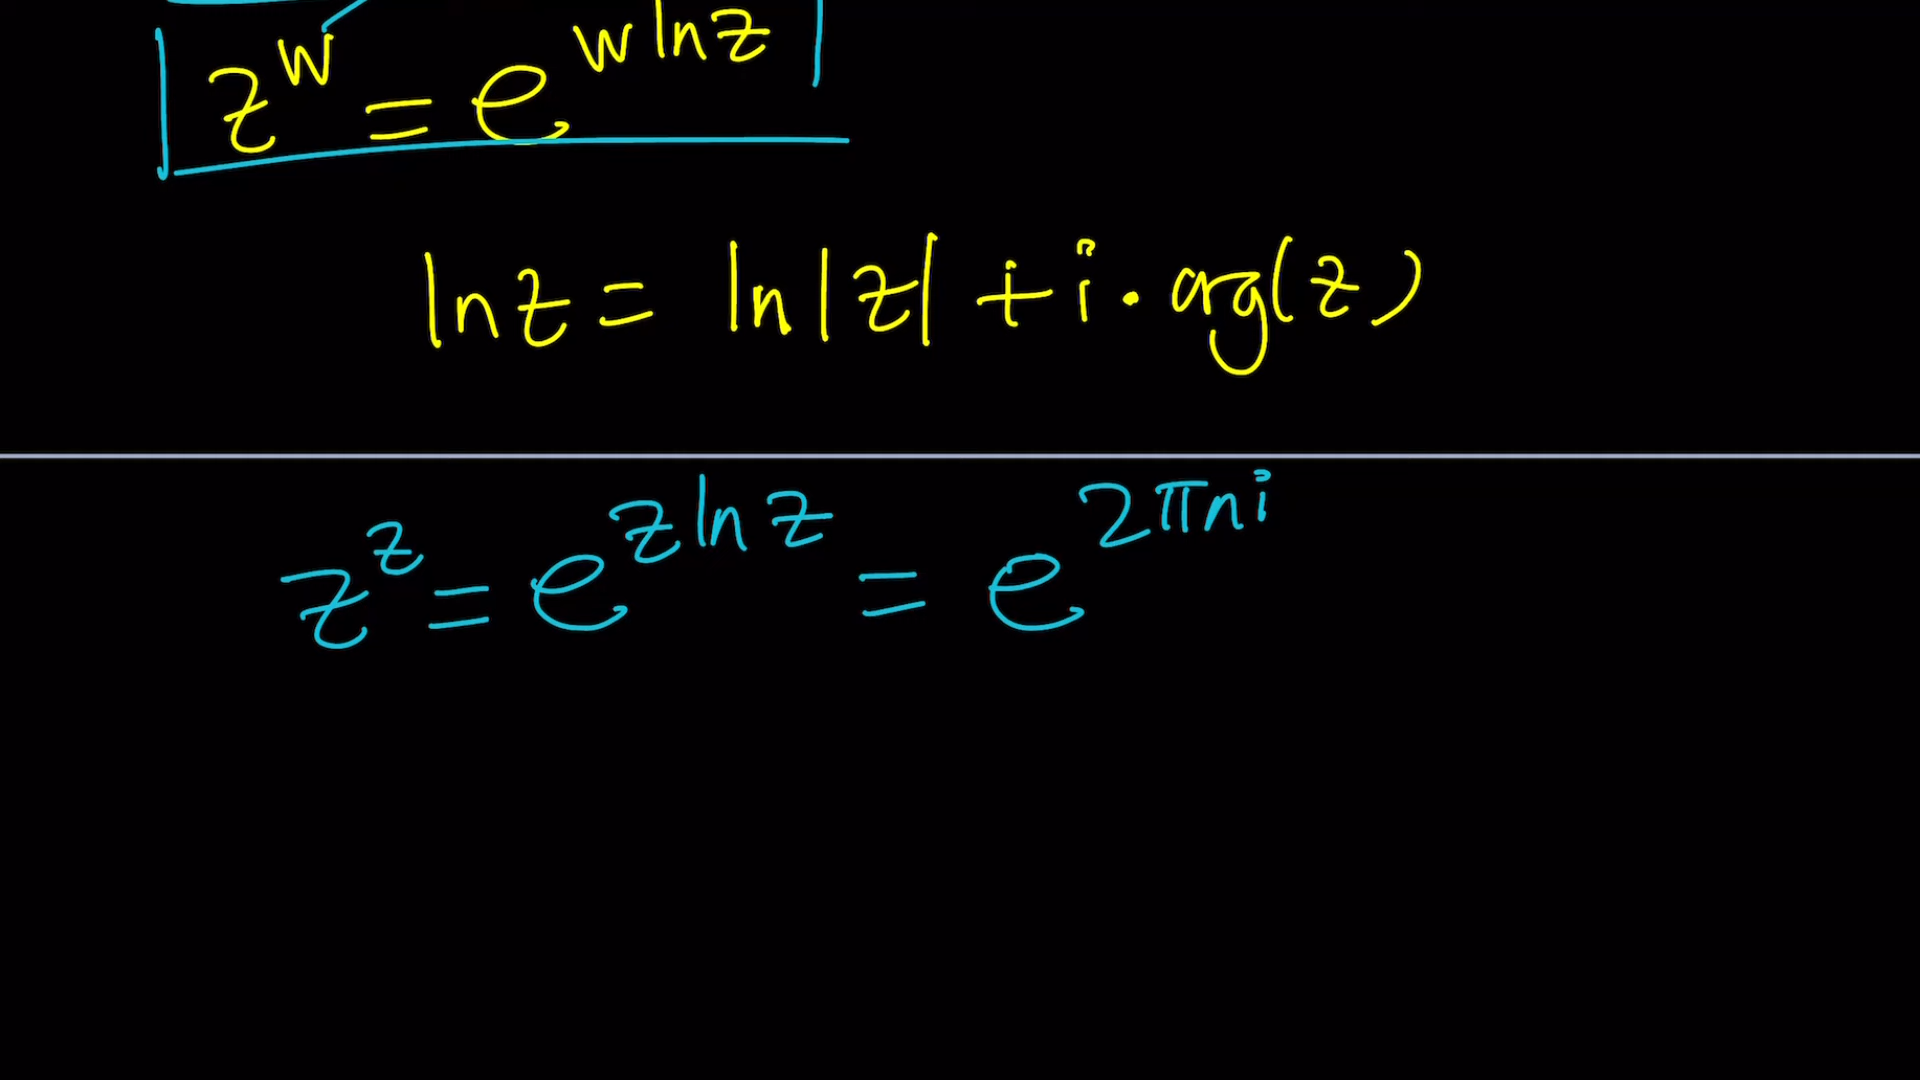 z^w = e^{w ln z}
ln z = ln|z| + i · arg(z)
z^z = e^{z ln z} = e^{2πni}